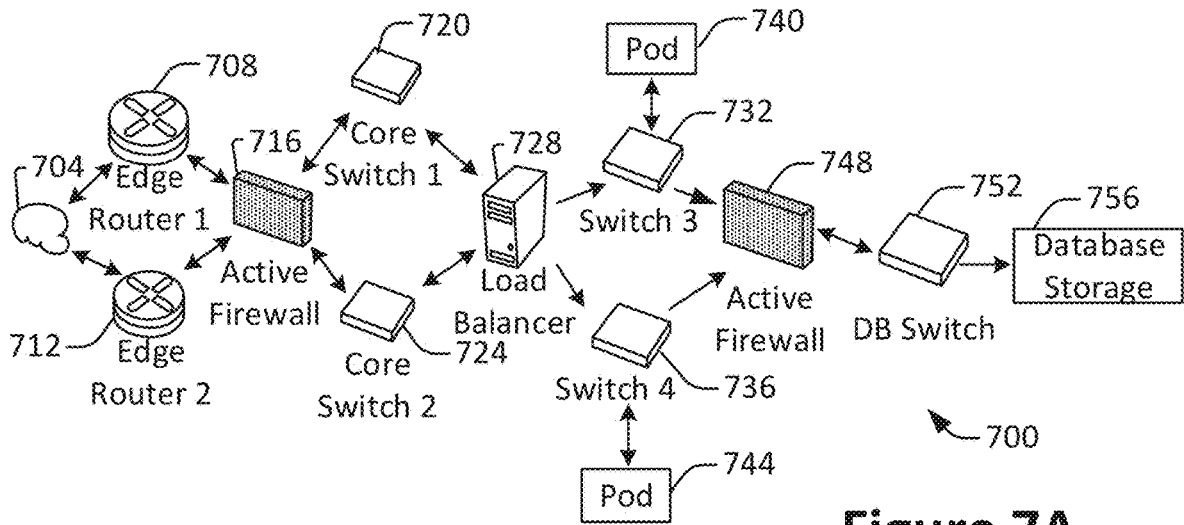 720
740
Pod
708
732
716
Core
Switch 1
728
748
704
Edge
Router 1
752
756
Switch 3
Database
Storage
Active
Firewall
Load
Balancer
Active
Firewall
DB Switch
712
Edge
Router 2
724
Core
Switch 2
Switch 4
736
700
744
Pod
Figure 7A